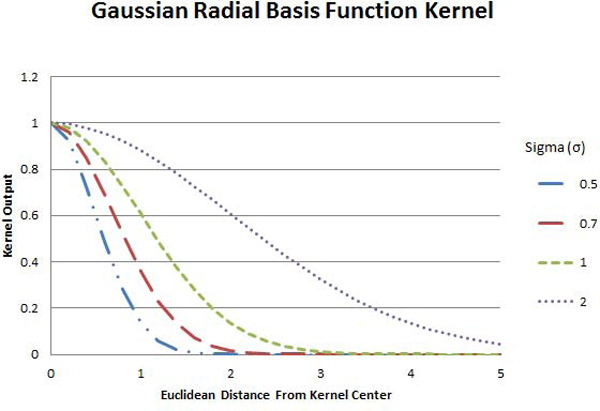 Gaussian Radial Basis Function Kernel
1.2
1
0.8
0.6
0.4
0.2
0
Kernel Output
0 1 2 3 4 5
Euclidean Distance From Kernel Center
Sigma (σ)
0.5
0.7
1
2